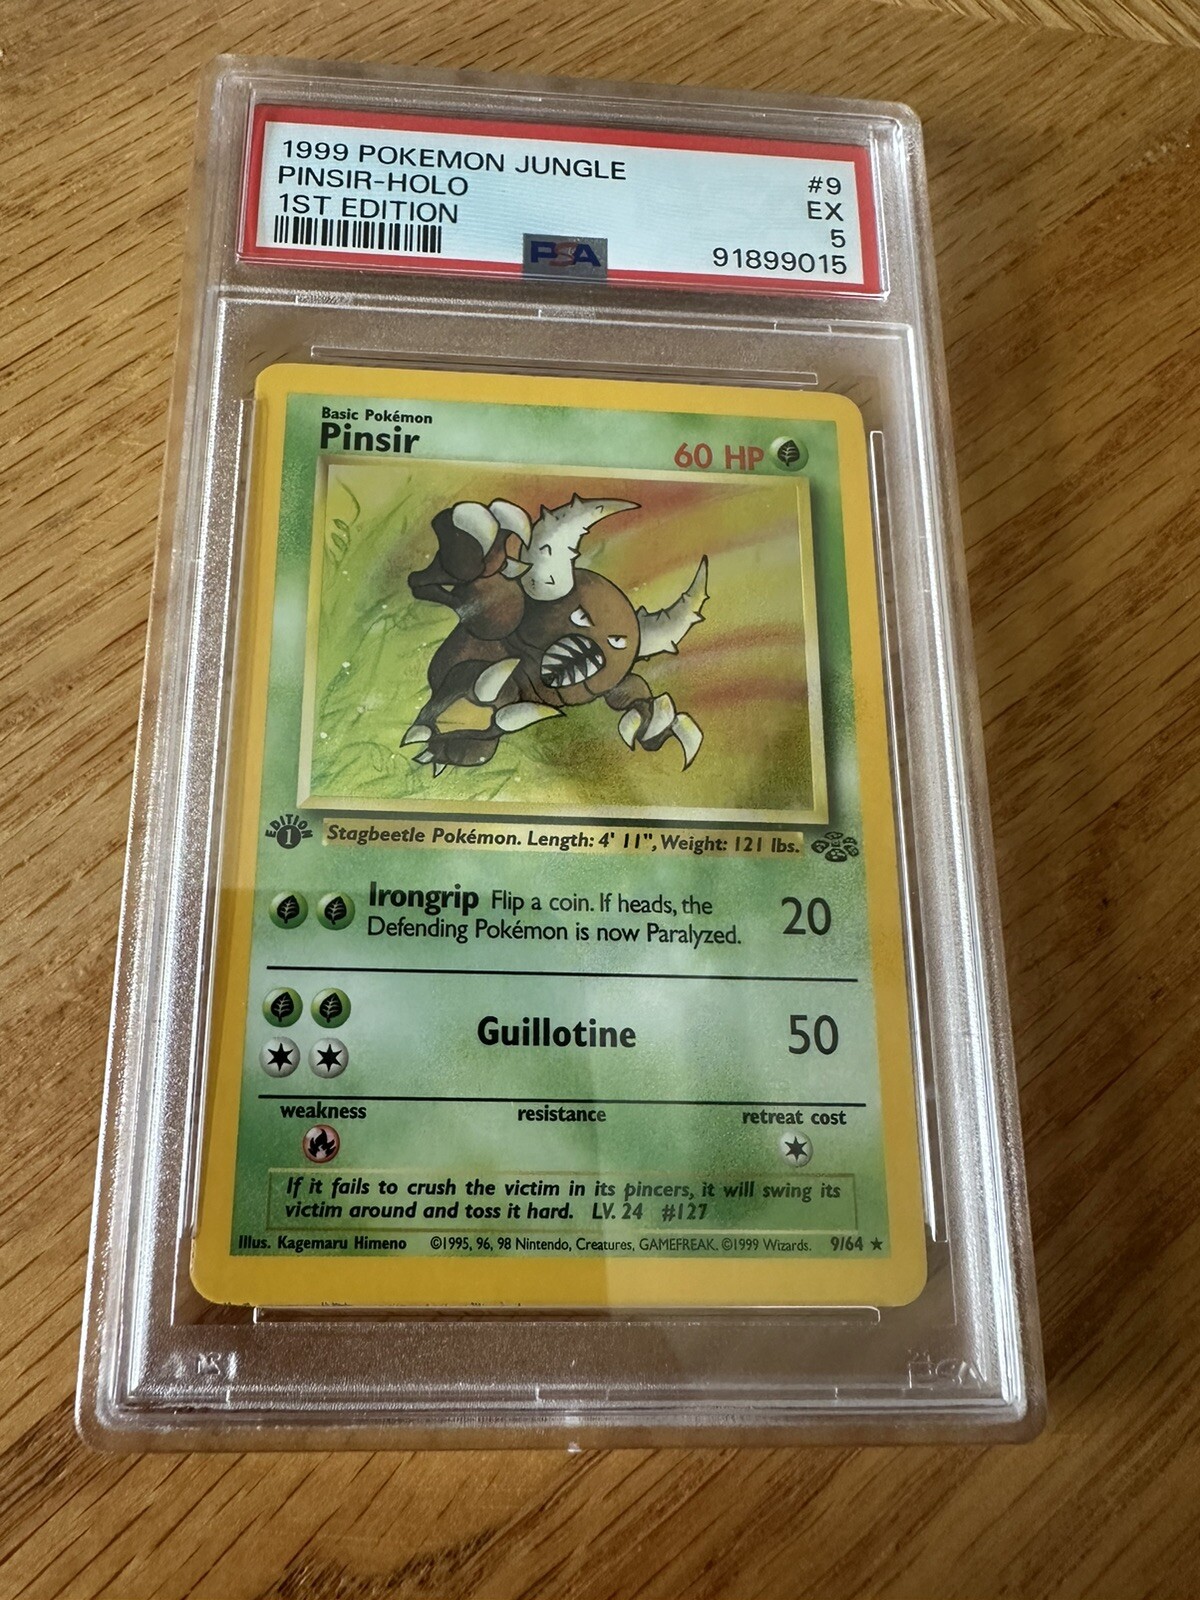 1999 POKEMON JUNGLE
#9
PINSIR-HOLO
EX
1ST EDITION
5
PSA
91899015
Basic Pokémon
Pinsir
60 HP
EDITION
1
Stagbeetle Pokémon. Length: 4' 11", Weight: 121 lbs.
Irongrip Flip a coin. If heads, the
Defending Pokémon is now Paralyzed.
20
Guillotine
50
weakness
resistance
retreat cost
If it fails to crush the victim in its pincers, it will swing its
victim around and toss it hard. LV. 24 #127
Illus. Kagemaru Himeno ©1995, 96, 98 Nintendo, Creatures, GAMEFREAK. ©1999 Wizards. 9/64 ★